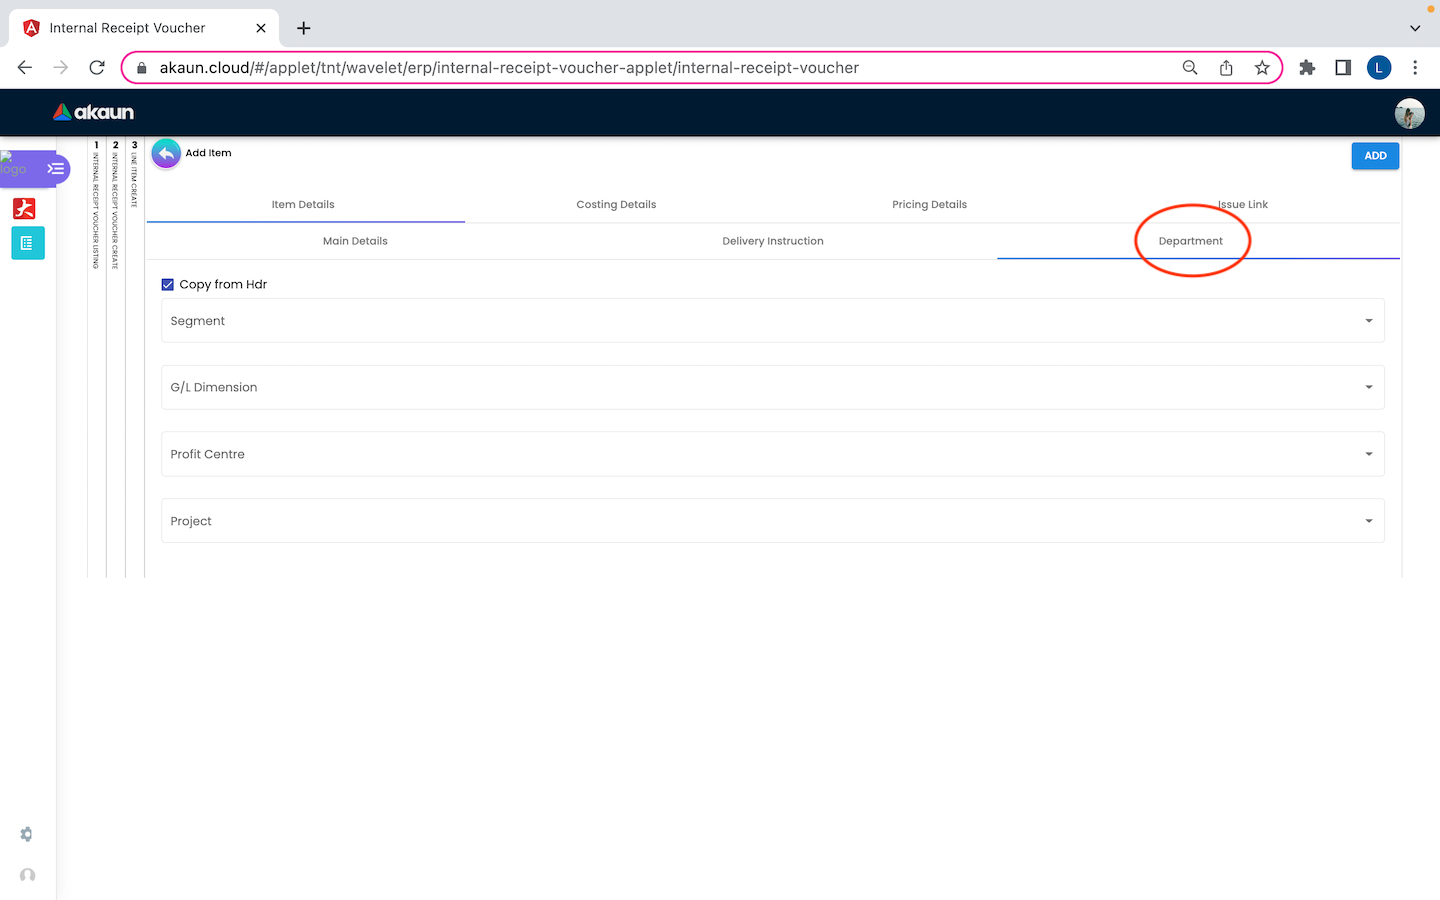 Internal Receipt Voucher
akaun.cloud/#/applet/tnt/wavelet/erp/internal-receipt-voucher-applet/internal-receipt-voucher
L
akaun
logo
1 INTERNAL RECEIPT VOUCHER LISTING
2 INTERNAL RECEIPT VOUCHER CREATE
3 LINE ITEM CREATE
Add Item
ADD
Item Details Costing Details Pricing Details Issue Link
Main Details Delivery Instruction Department
Copy from Hdr
Segment
G/L Dimension
Profit Centre
Project